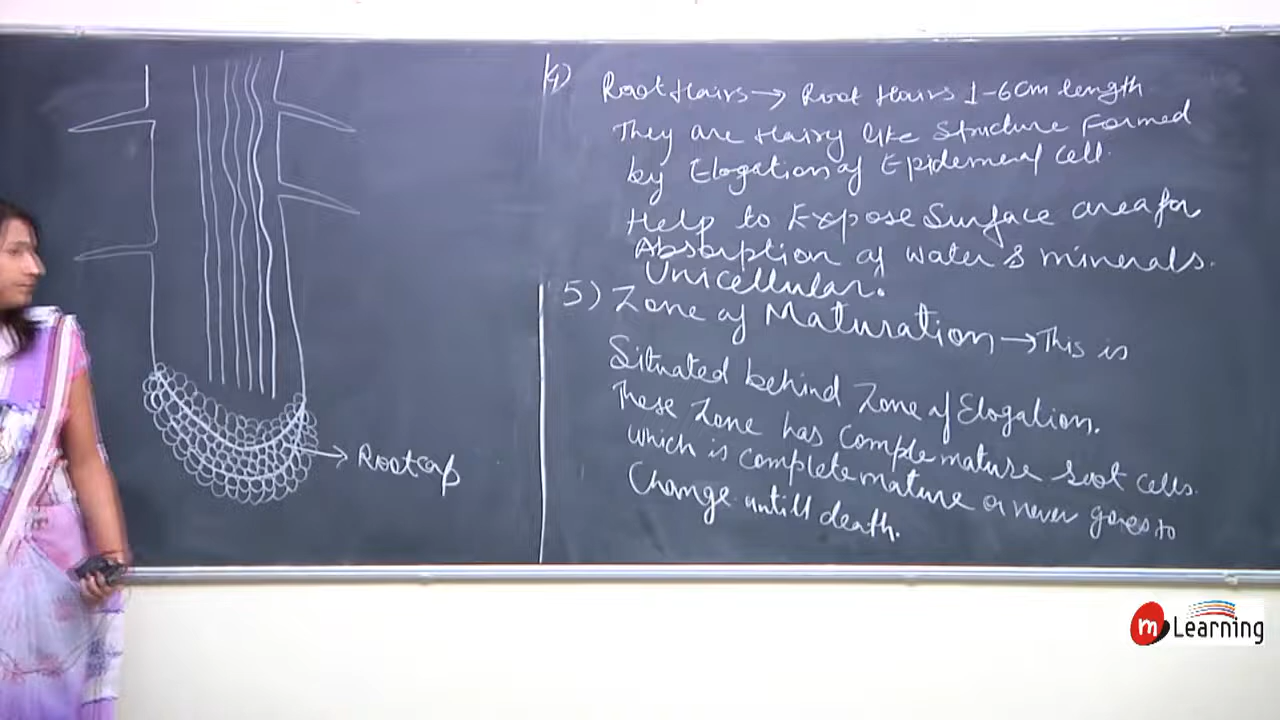 4) Root Hairs → Root Hairs 1-6cm length
They are Hairy like Structure Formed
by Elogation of Epidermal cell.
Help to Expose Surface area for
Absorption of water & minerals.
Unicellular.
5) Zone of Maturation → This is
Situated behind Zone of Elogation.
These Zone has comple mature root cells.
which is complete mature or never goes to
Change untill death.
→ Rootcap
m Learning